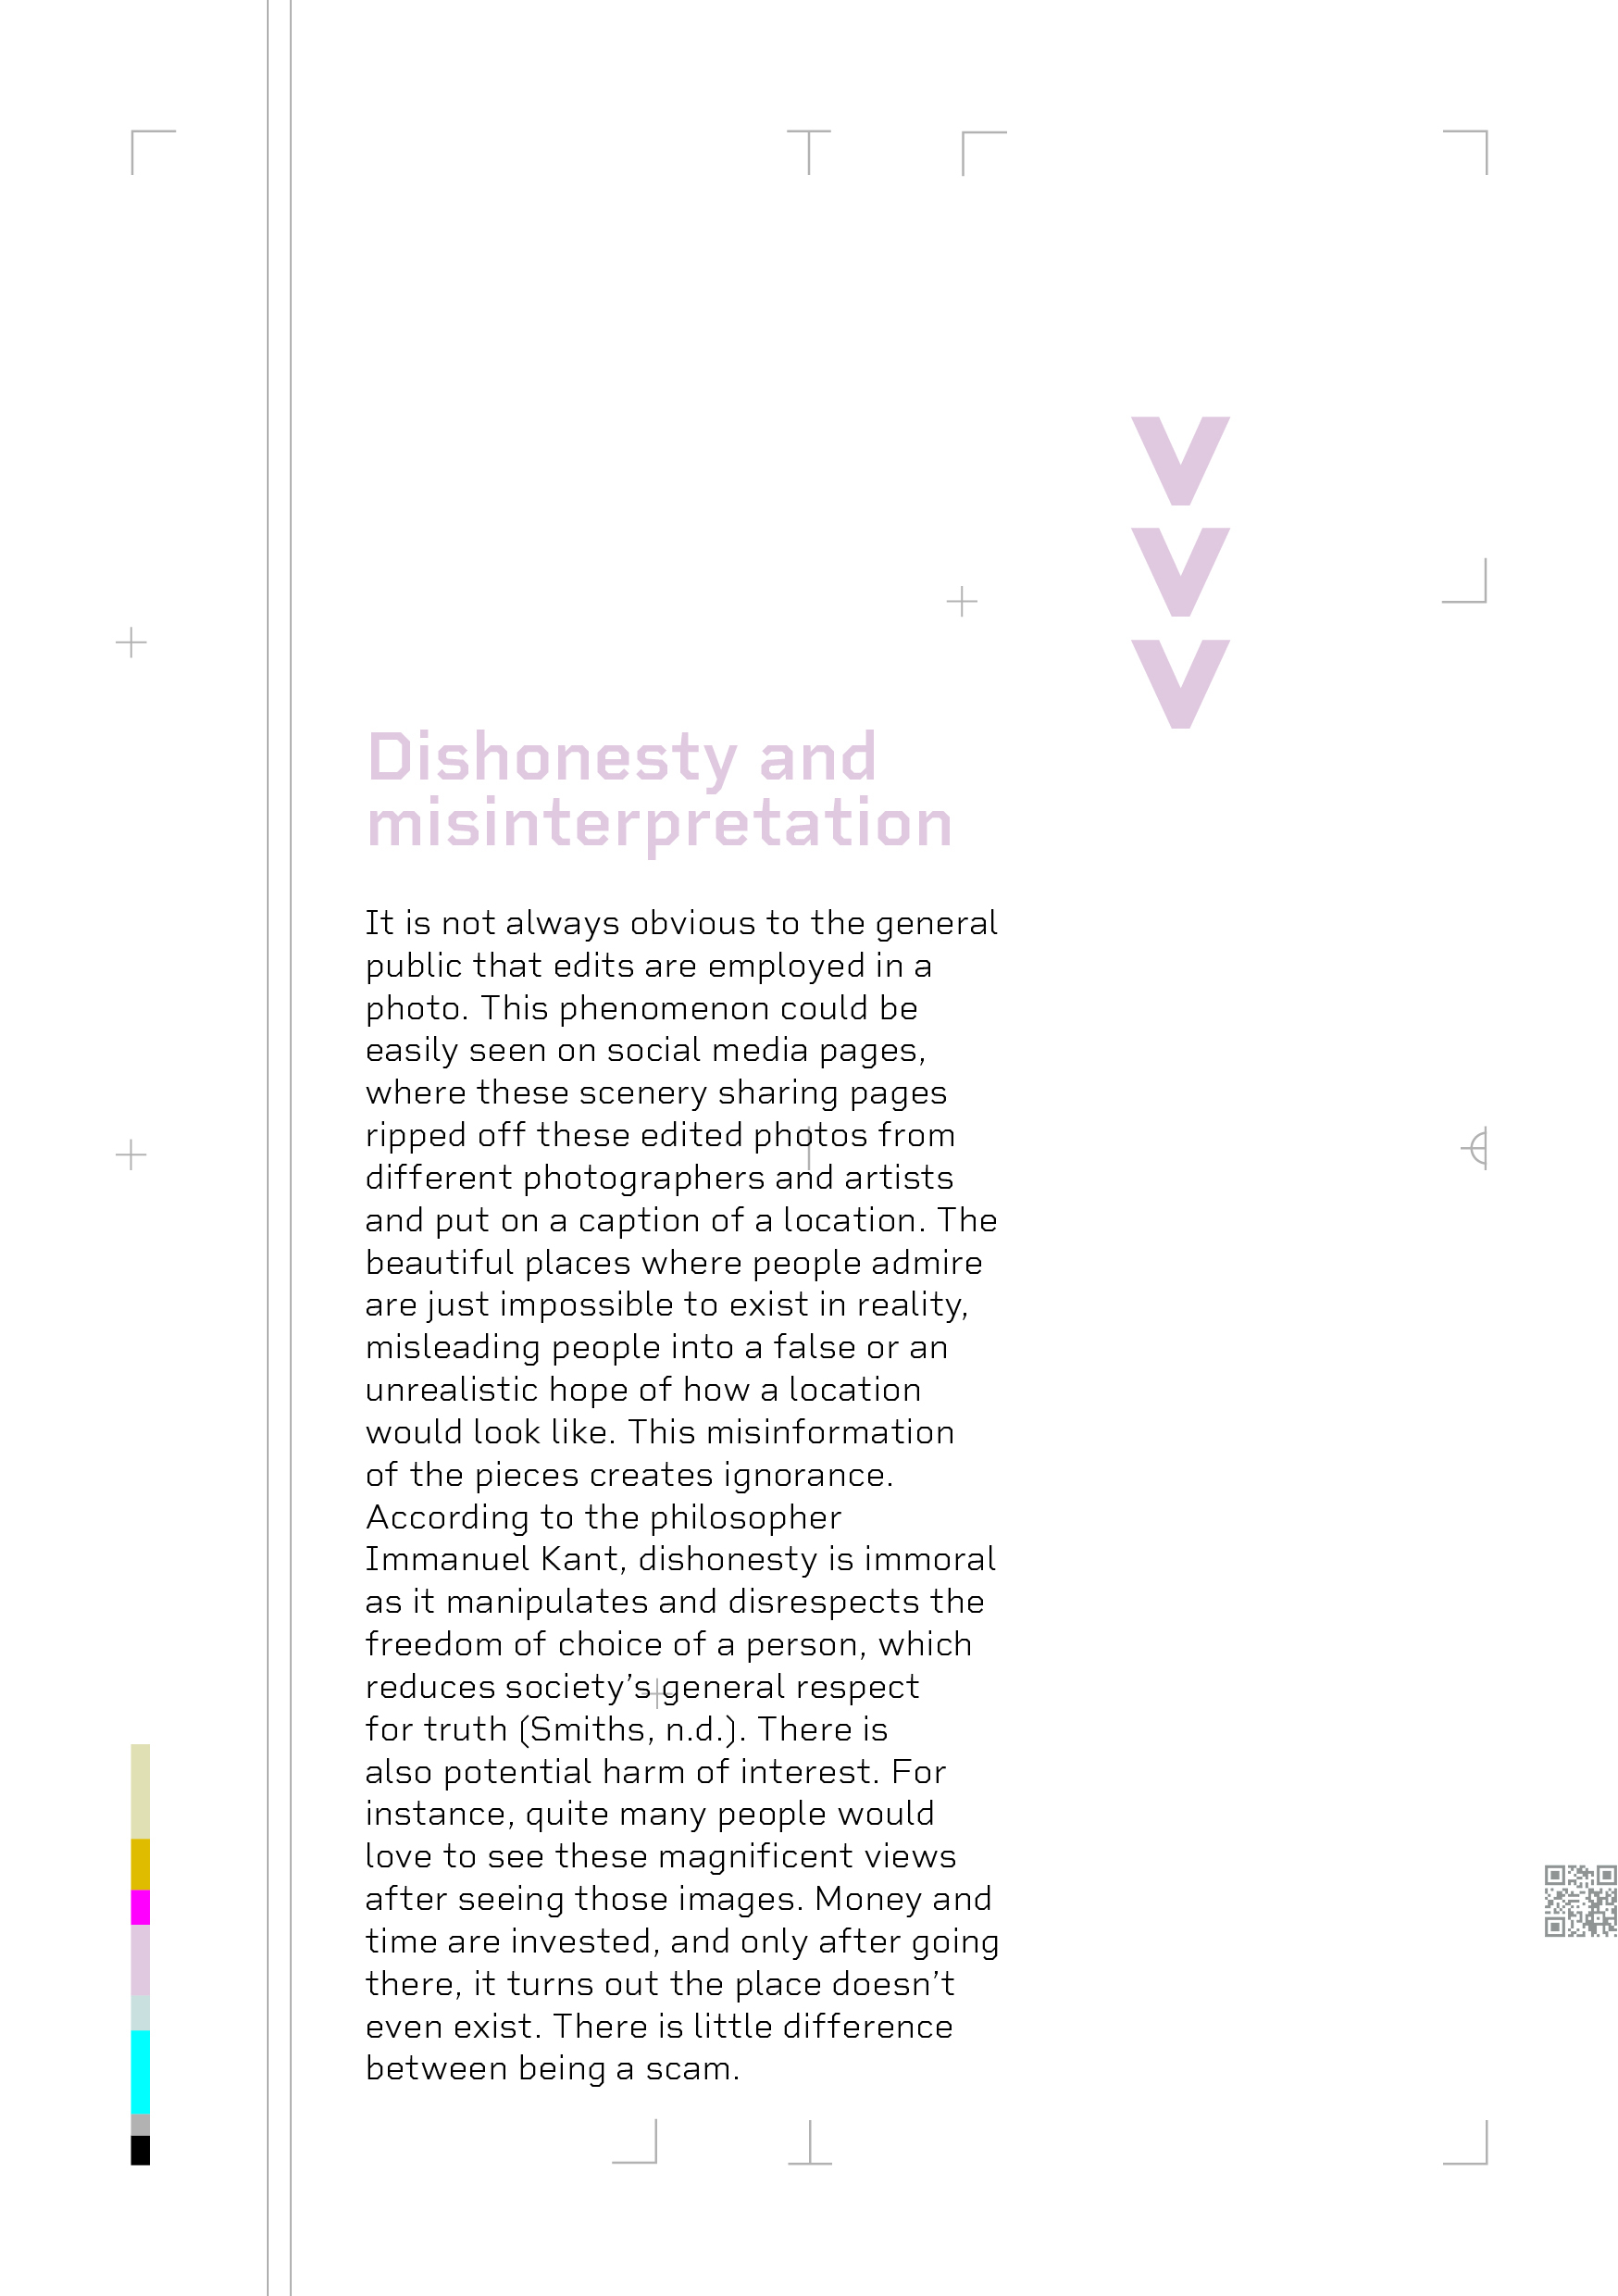 V
V
V
Dishonesty and
misinterpretation
It is not always obvious to the general
public that edits are employed in a
photo. This phenomenon could be
easily seen on social media pages,
where these scenery sharing pages
ripped off these edited photos from
different photographers and artists
and put on a caption of a location. The
beautiful places where people admire
are just impossible to exist in reality,
misleading people into a false or an
unrealistic hope of how a location
would look like. This misinformation
of the pieces creates ignorance.
According to the philosopher
Immanuel Kant, dishonesty is immoral
as it manipulates and disrespects the
freedom of choice of a person, which
reduces society’s general respect
for truth (Smiths, n.d.). There is
also potential harm of interest. For
instance, quite many people would
love to see these magnificent views
after seeing those images. Money and
time are invested, and only after going
there, it turns out the place doesn’t
even exist. There is little difference
between being a scam.